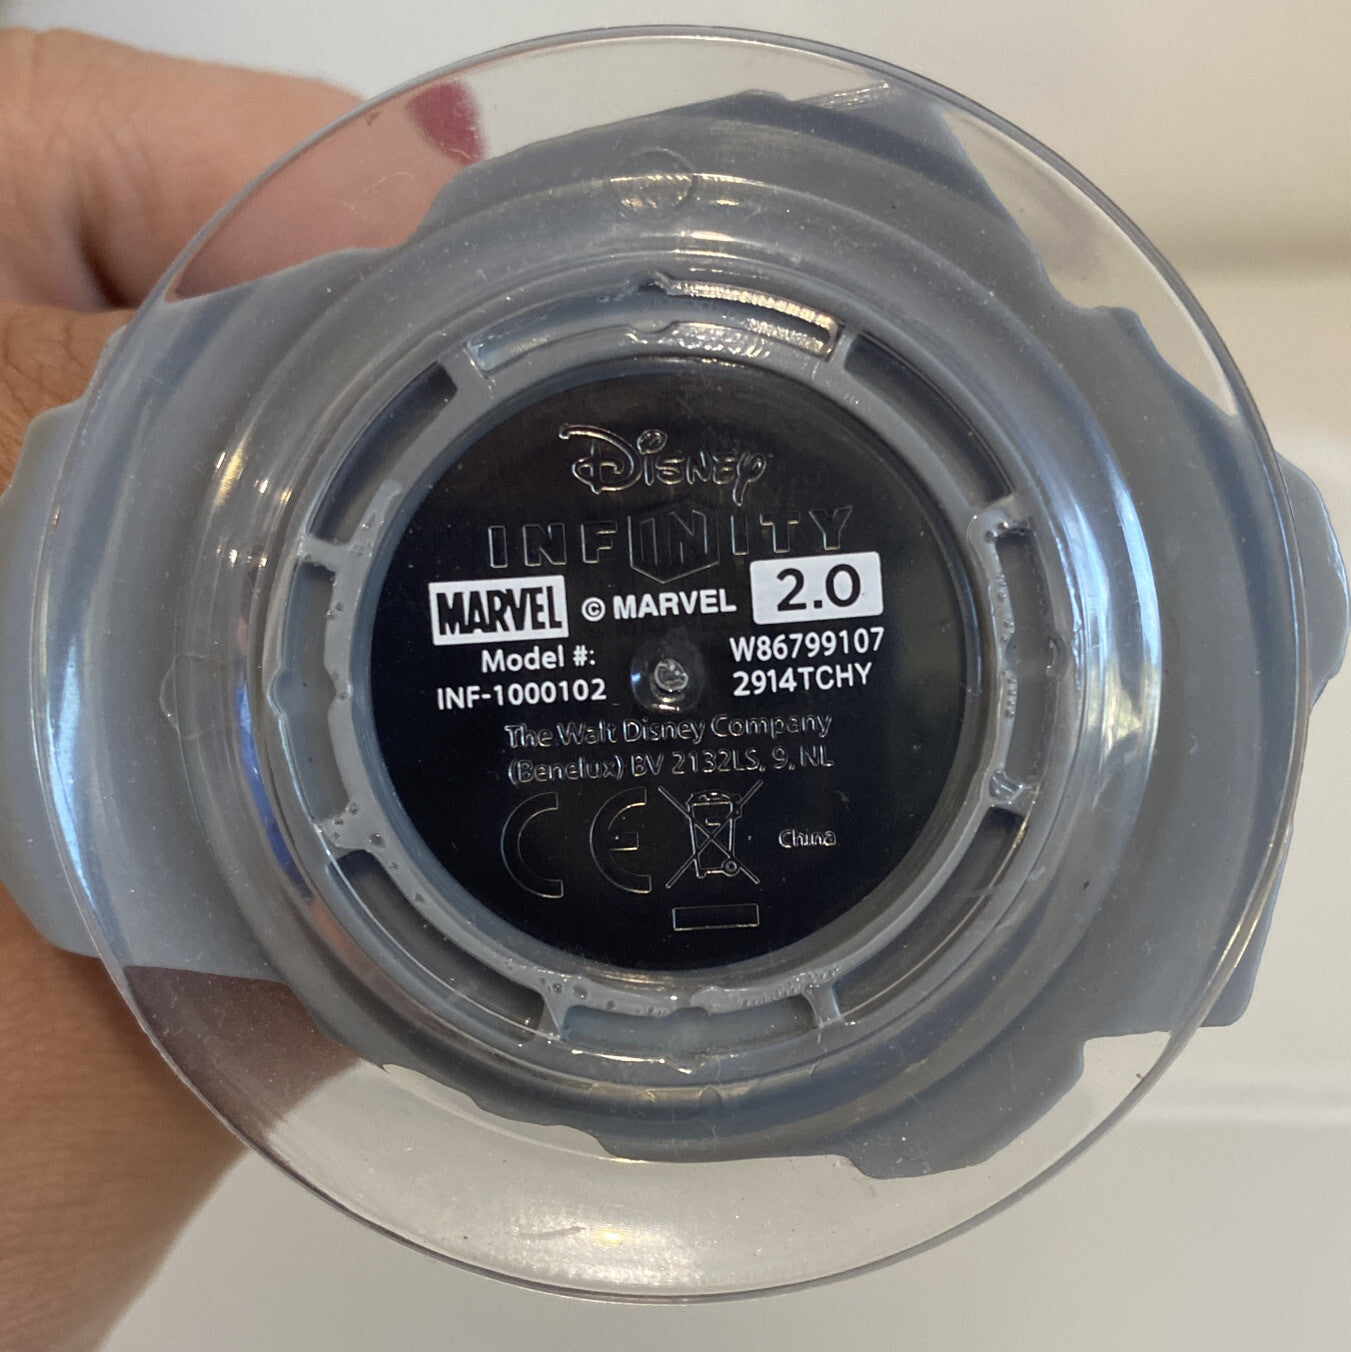 Disney
INFINITY
MARVEL © MARVEL 2.0
Model #: W86799107
INF-1000102 2914TCHY
The Walt Disney Company
(Benelux) BV 2132LS, 9, NL
CE China